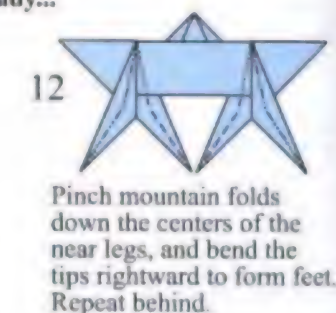 12
Pinch mountain folds
down the centers of the
near legs, and bend the
tips rightward to form feet.
Repeat behind.